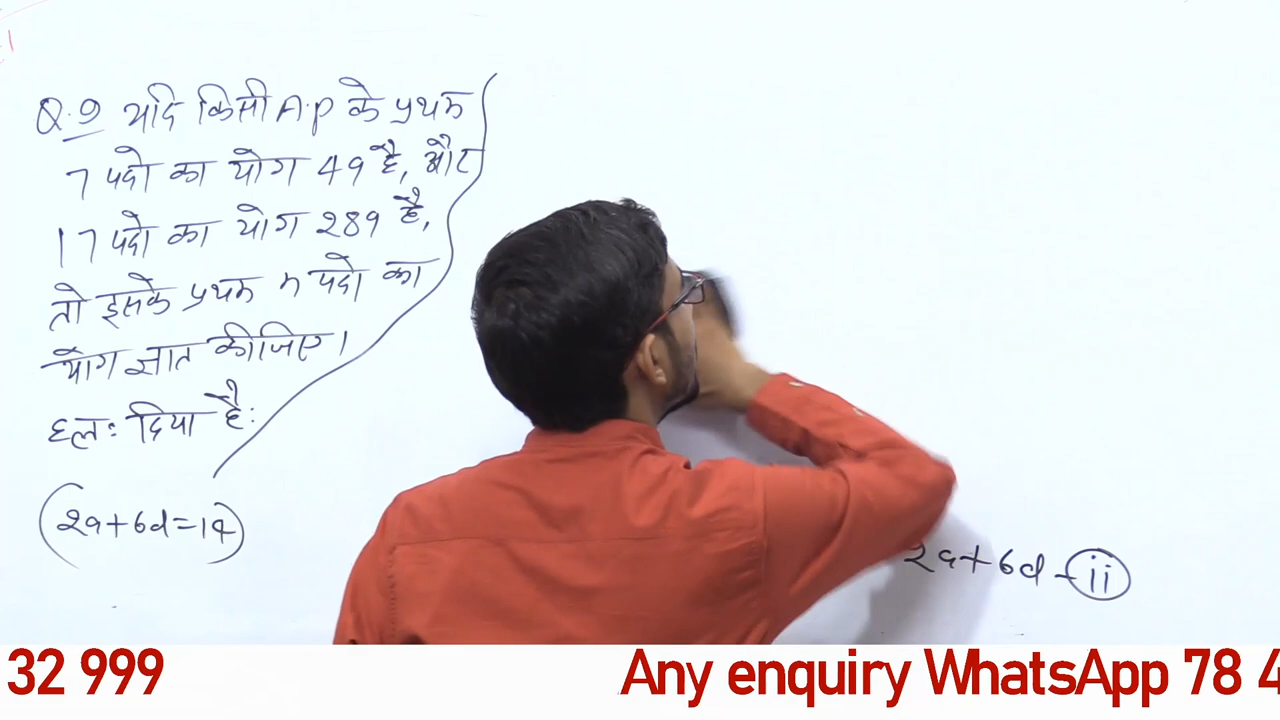 Q.9 यदि किसी A.P के प्रथम
7 पदो का योग 49 है, और
17 पदो का योग 289 है,
तो इसके प्रथम n पदो का
योग ज्ञात कीजिए।
हल: दिया है:
(2a+6d=14)
2a+6d - ii
32 999
Any enquiry WhatsApp 78 4